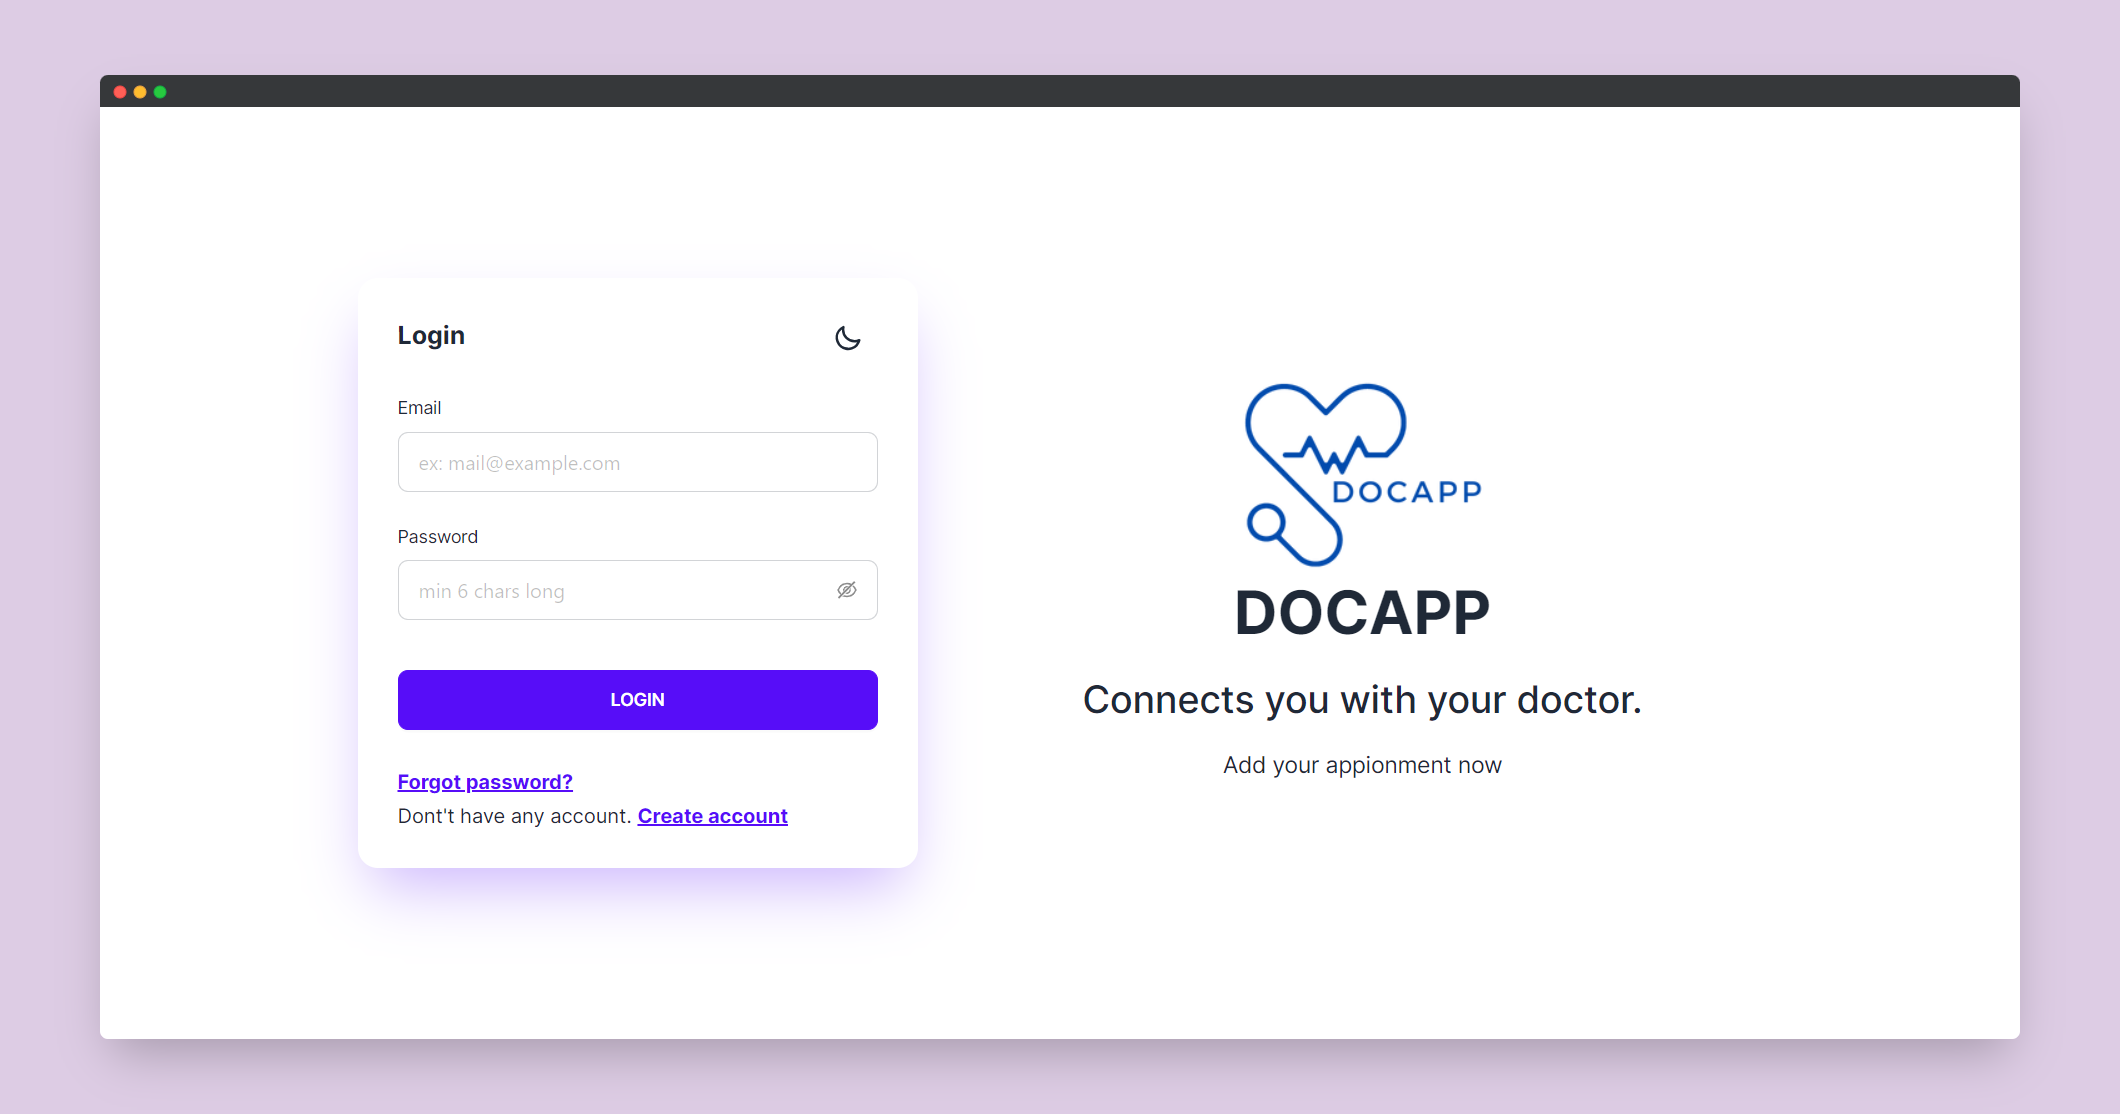 Login
Email
ex: mail@example.com
Password
min 6 chars long
LOGIN
Forgot password?
Dont't have any account. Create account
DOCAPP
DOCAPP
Connects you with your doctor.
Add your appionment now